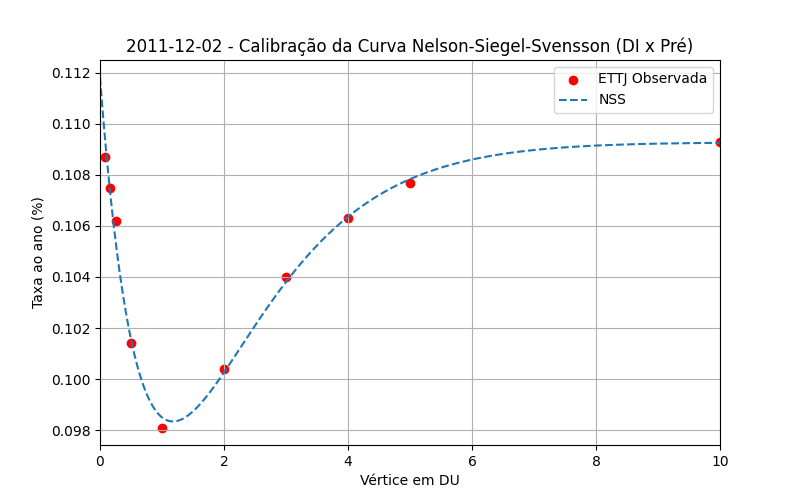 2011-12-02 - Calibração da Curva Nelson-Siegel-Svensson (DI x Pré)
ETTJ Observada
NSS
Taxa ao ano (%)
0.112
0.110
0.108
0.106
0.104
0.102
0.100
0.098
0
2
4
6
8
10
Vértice em DU